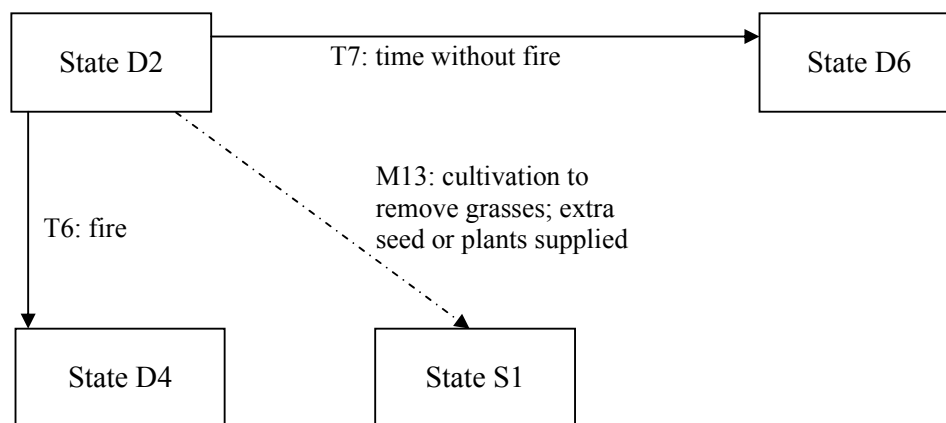 State D2
T7: time without fire
State D6
M13: cultivation to
remove grasses; extra
seed or plants supplied
T6: fire
State D4
State S1